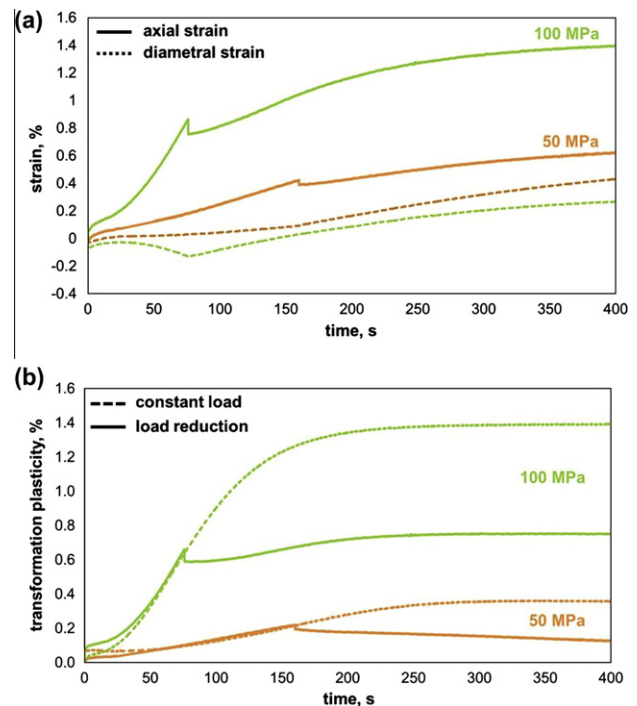 (a)
1.6
1.4
1.2
1.0
0.8
0.6
0.4
0.2
0
-0.2
-0.4
strain, %
axial strain
diametral strain
100 MPa
50 MPa
0 50 100 150 200 250 300 350 400
time, s
(b)
1.6
1.4
1.2
1.0
0.8
0.6
0.4
0.2
0.0
transformation plasticity, %
constant load
load reduction
100 MPa
50 MPa
0 50 100 150 200 250 300 350 400
time, s